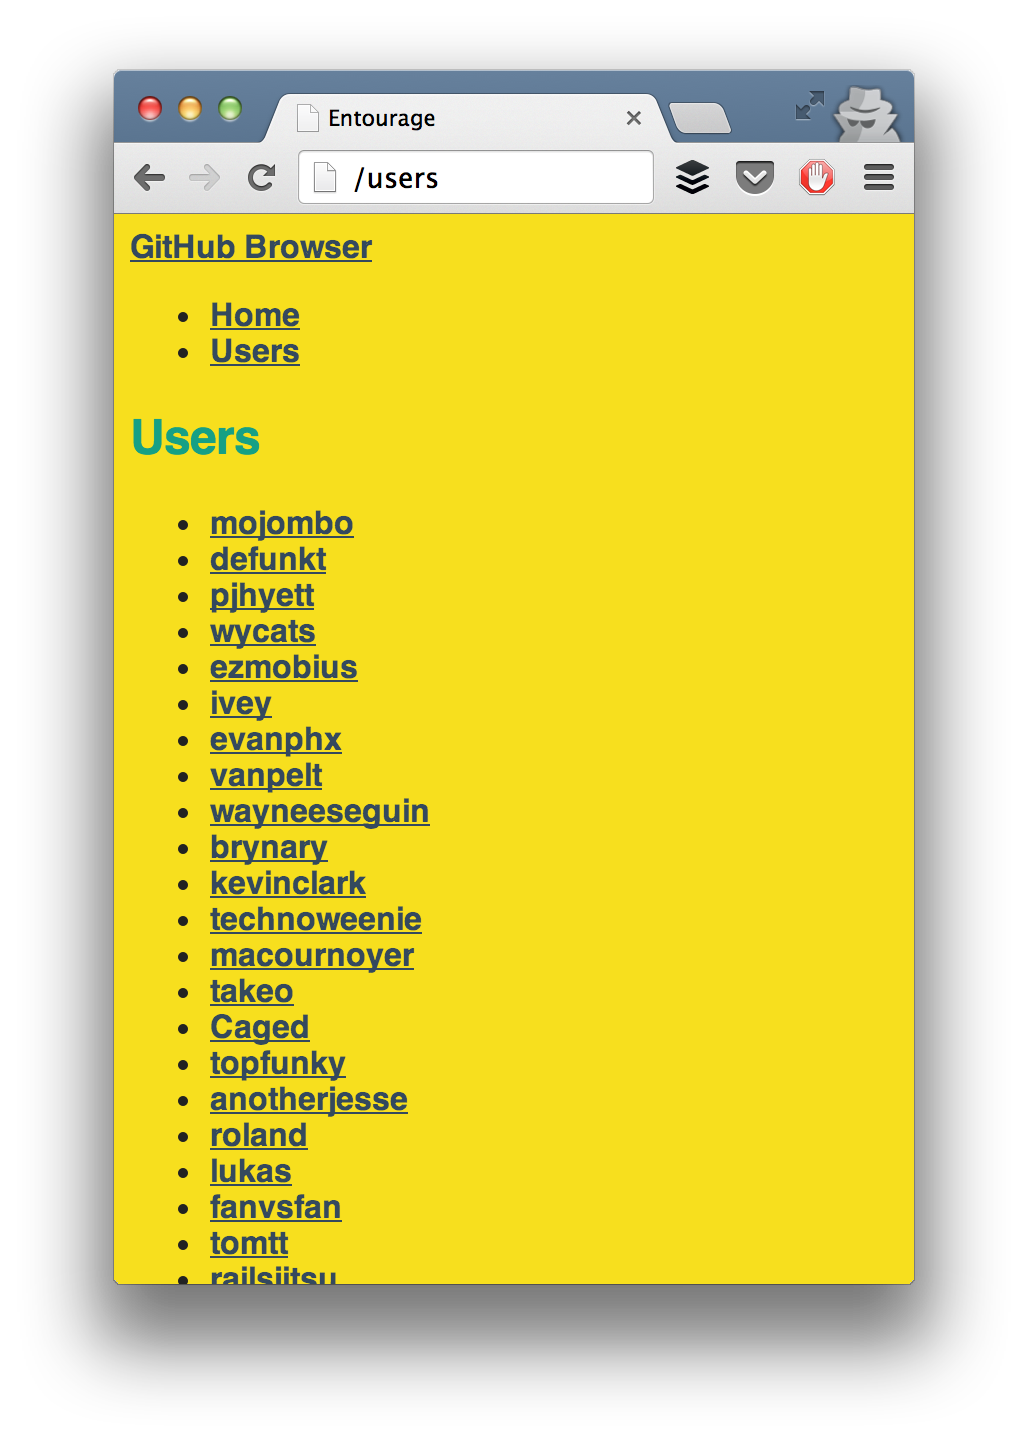 Entourage
/users
GitHub Browser
Home
Users
Users
mojombo
defunkt
pjhyett
wycats
ezmobius
ivey
evanphx
vanpelt
wayneeseguin
brynary
kevinclark
technoweenie
macournoyer
takeo
Caged
topfunky
anotherjesse
roland
lukas
fanvsfan
tomtt
railsjitsu